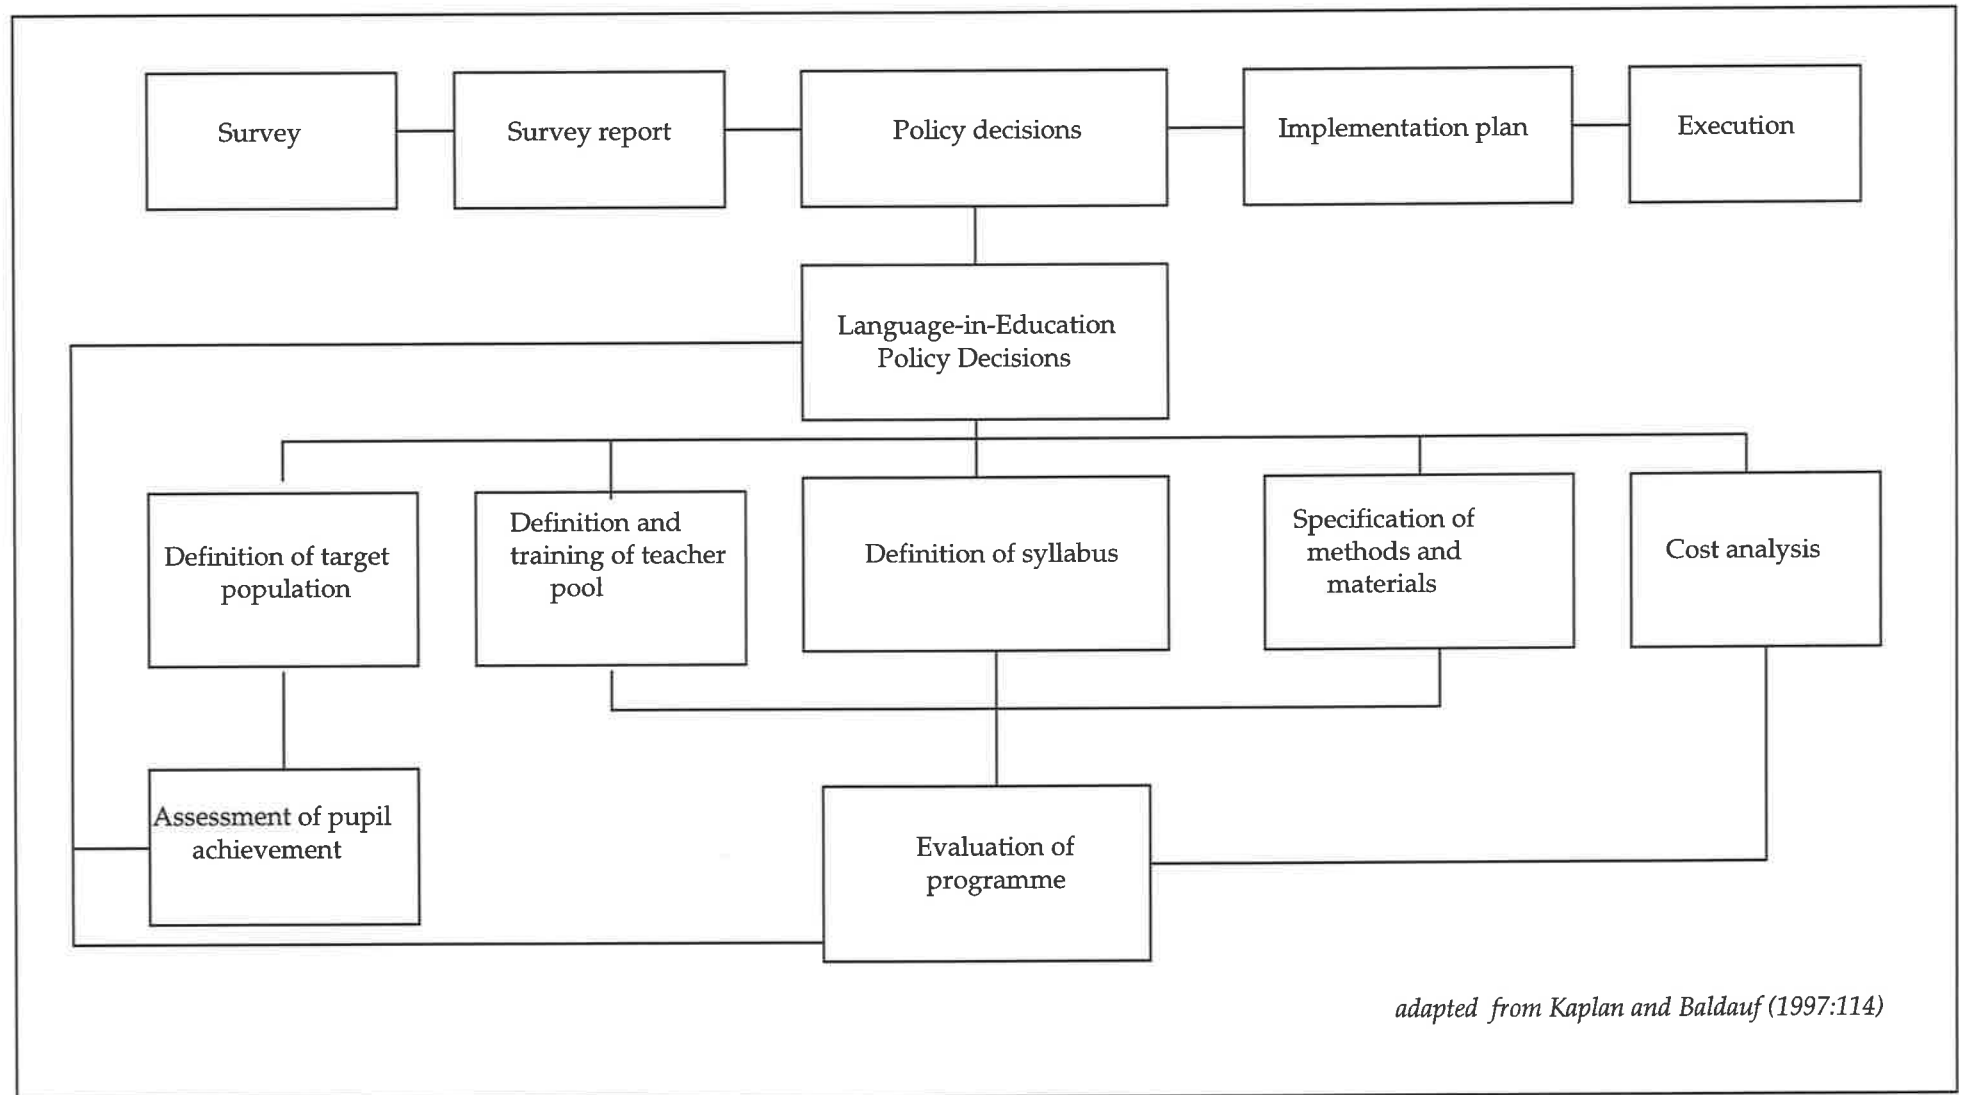 Survey
Survey report
Policy decisions
Implementation plan
Execution
Language-in-Education
Policy Decisions
Definition of target
population
Definition and
training of teacher
pool
Definition of syllabus
Specification of
methods and
materials
Cost analysis
Assessment of pupil
achievement
Evaluation of
programme
adapted from Kaplan and Baldauf (1997:114)